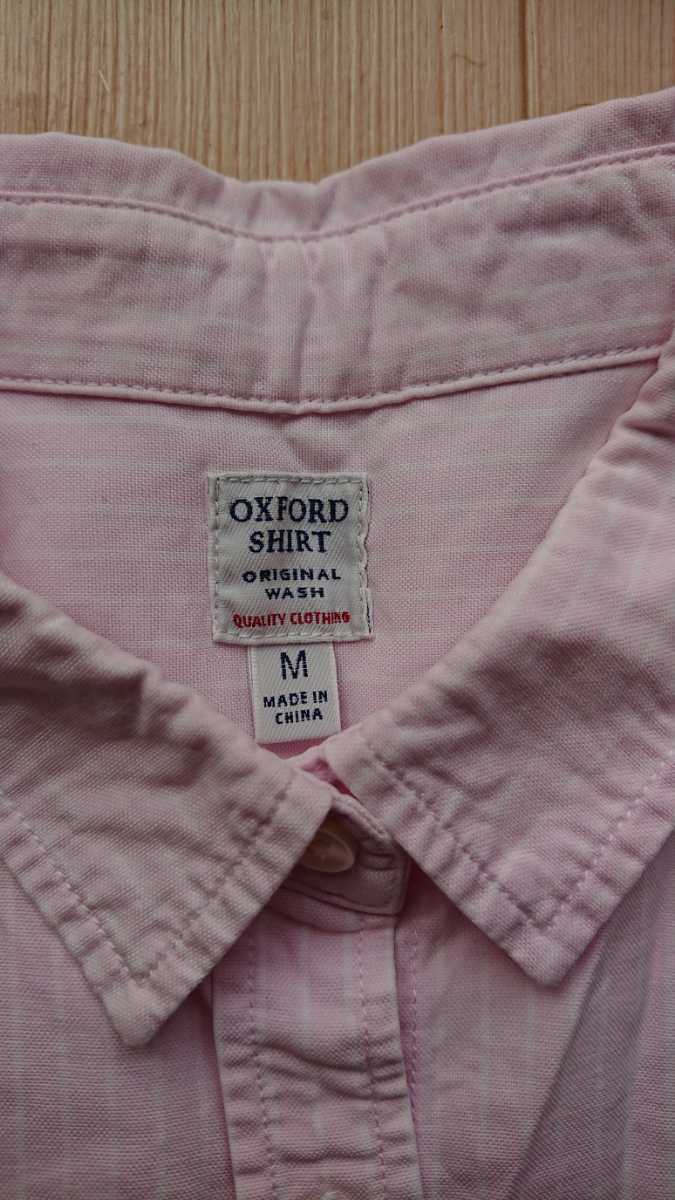 OXFORD
SHIRT
ORIGINAL
WASH
QUALITY CLOTHING
M
MADE IN
CHINA